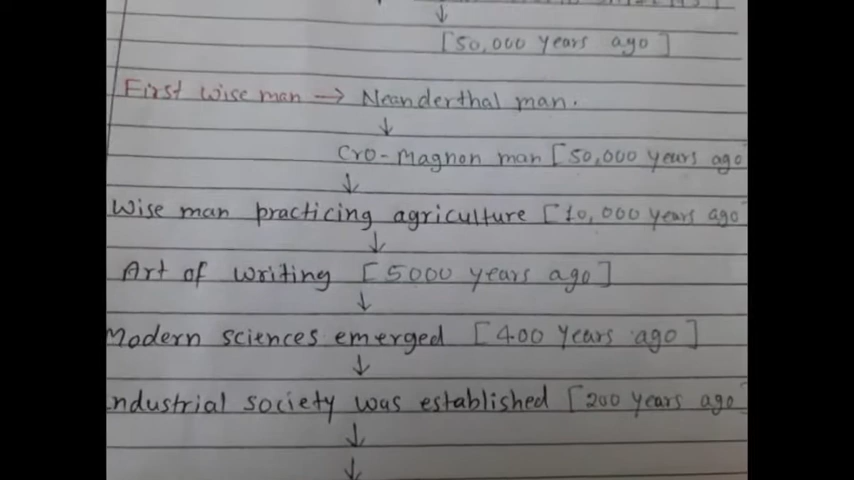 ↓
[50,000 years ago]
First wise man → Neanderthal man.
↓
Cro-Magnon man [50,000 years ago
↓
Wise man practicing agriculture [10,000 years ago
↓
Art of writing [5000 years ago]
↓
Modern sciences emerged [400 years ago]
↓
Industrial society was established [200 years ago
↓
↓